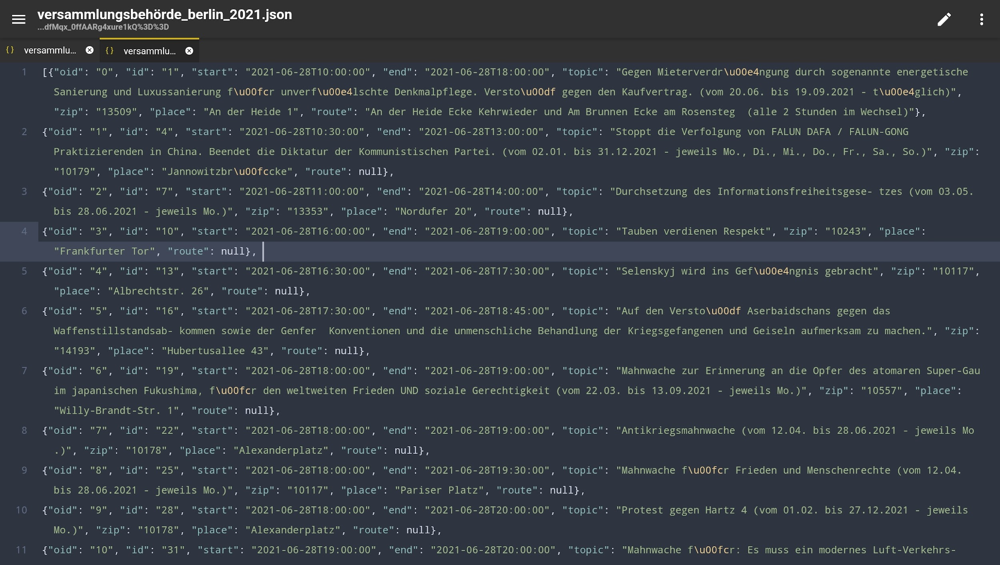 versammlungsbehörde_berlin_2021.json
...dfMqx_0ffAARg4xure1kQ%3D%3D
{} versammlu... {} versammlu...
1 [{"oid": "0", "id": "1", "start": "2021-06-28T10:00:00", "end": "2021-06-28T18:00:00", "topic": "Gegen Mieterverdr\u00e4ngung durch sogenannte energetische
Sanierung und Luxussanierung f\u00fcr unverf\u00e4lschte Denkmalpflege. Versto\u00df gegen den Kaufvertrag. (vom 20.06. bis 19.09.2021 - t\u00e4glich)",
"zip": "13509", "place": "An der Heide 1", "route": "An der Heide Ecke Kehrwieder und Am Brunnen Ecke am Rosensteg  (alle 2 Stunden im Wechsel)"},
2 {"oid": "1", "id": "4", "start": "2021-06-28T10:30:00", "end": "2021-06-28T13:00:00", "topic": "Stoppt die Verfolgung von FALUN DAFA / FALUN-GONG
Praktizierenden in China. Beendet die Diktatur der Kommunistischen Partei. (vom 02.01. bis 31.12.2021 - jeweils Mo., Di., Mi., Do., Fr., Sa., So.)", "zip":
"10179", "place": "Jannowitzbr\u00fccke", "route": null},
3 {"oid": "2", "id": "7", "start": "2021-06-28T11:00:00", "end": "2021-06-28T14:00:00", "topic": "Durchsetzung des Informationsfreiheitsgese- tzes (vom 03.05.
bis 28.06.2021 - jeweils Mo.)", "zip": "13353", "place": "Nordufer 20", "route": null},
4 {"oid": "3", "id": "10", "start": "2021-06-28T16:00:00", "end": "2021-06-28T19:00:00", "topic": "Tauben verdienen Respekt", "zip": "10243", "place":
"Frankfurter Tor", "route": null},
5 {"oid": "4", "id": "13", "start": "2021-06-28T16:30:00", "end": "2021-06-28T17:30:00", "topic": "Selenskyj wird ins Gef\u00e4ngnis gebracht", "zip": "10117",
"place": "Albrechtstr. 26", "route": null},
6 {"oid": "5", "id": "16", "start": "2021-06-28T17:30:00", "end": "2021-06-28T18:45:00", "topic": "Auf den Versto\u00df Aserbaidschans gegen das
Waffenstillstandsab- kommen sowie der Genfer  Konventionen und die unmenschliche Behandlung der Kriegsgefangenen und Geiseln aufmerksam zu machen.", "zip":
"14193", "place": "Hubertusallee 43", "route": null},
7 {"oid": "6", "id": "19", "start": "2021-06-28T18:00:00", "end": "2021-06-28T19:00:00", "topic": "Mahnwache zur Erinnerung an die Opfer des atomaren Super-Gau
im japanischen Fukushima, f\u00fcr den weltweiten Frieden UND soziale Gerechtigkeit (vom 22.03. bis 13.09.2021 - jeweils Mo.)", "zip": "10557", "place":
"Willy-Brandt-Str. 1", "route": null},
8 {"oid": "7", "id": "22", "start": "2021-06-28T18:00:00", "end": "2021-06-28T19:00:00", "topic": "Antikriegsmahnwache (vom 12.04. bis 28.06.2021 - jeweils Mo
.)", "zip": "10178", "place": "Alexanderplatz", "route": null},
9 {"oid": "8", "id": "25", "start": "2021-06-28T18:00:00", "end": "2021-06-28T19:30:00", "topic": "Mahnwache f\u00fcr Frieden und Menschenrechte (vom 12.04.
bis 28.06.2021 - jeweils Mo.)", "zip": "10117", "place": "Pariser Platz", "route": null},
10 {"oid": "9", "id": "28", "start": "2021-06-28T18:00:00", "end": "2021-06-28T20:00:00", "topic": "Protest gegen Hartz 4 (vom 01.02. bis 27.12.2021 - jeweils
Mo.)", "zip": "10178", "place": "Alexanderplatz", "route": null},
11 {"oid": "10", "id": "31", "start": "2021-06-28T19:00:00", "end": "2021-06-28T20:00:00", "topic": "Mahnwache f\u00fcr: Es muss ein modernes Luft-Verkehrs-